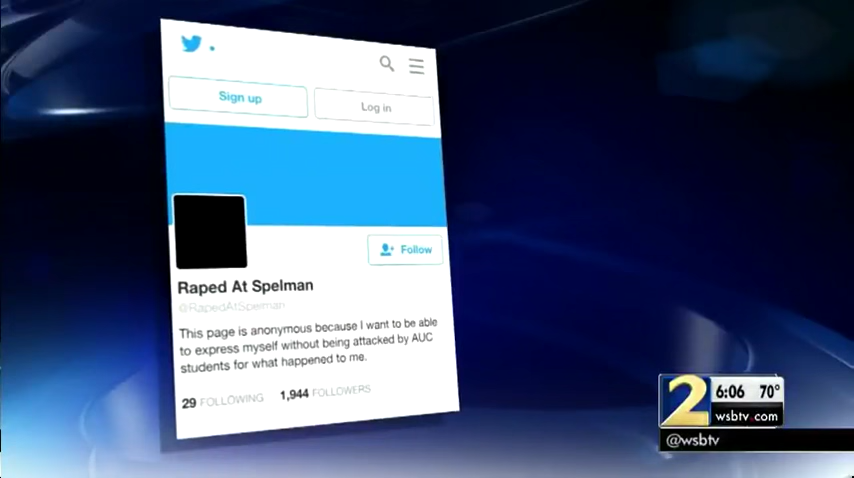 Sign up
Log in
Follow
Raped At Spelman
@RapedAtSpelman
This page is anonymous because I want to be able
to express myself without being attacked by AUC
students for what happened to me.
29 FOLLOWING 1,944 FOLLOWERS
2 6:06 70°
wsbtv.com
@wsbtv